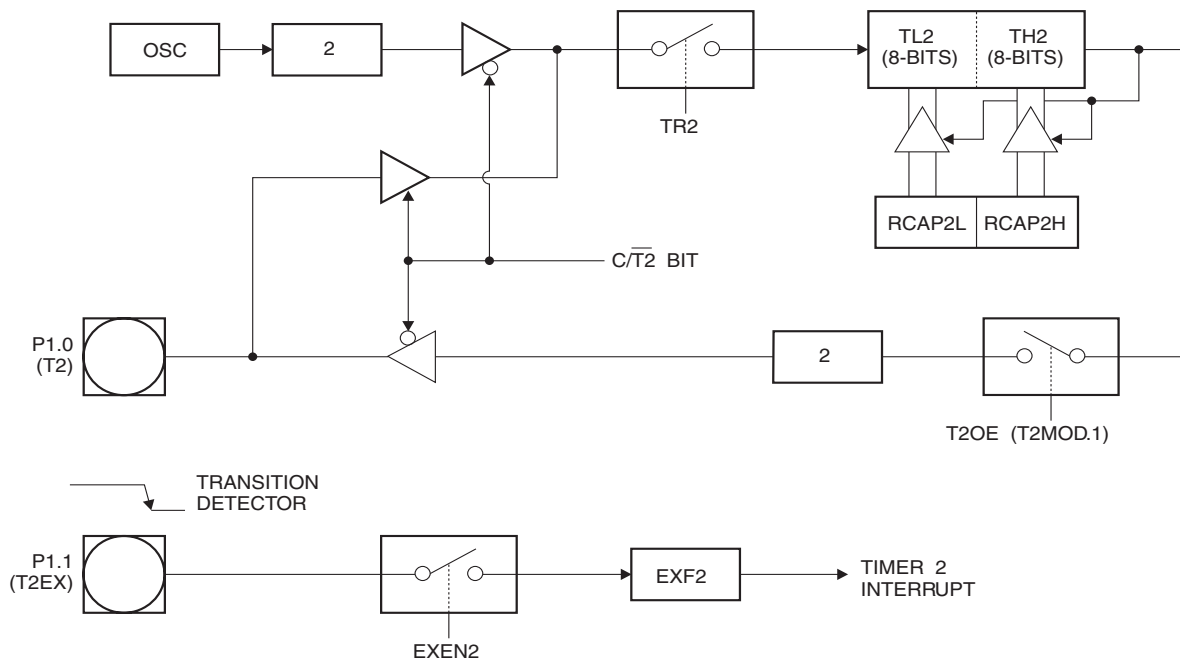 OSC
2
TL2
(8-BITS)
TH2
(8-BITS)
TR2
RCAP2L
RCAP2H
C/T2̅ BIT
P1.0
(T2)
2
T2OE (T2MOD.1)
TRANSITION
DETECTOR
P1.1
(T2EX)
EXF2
TIMER 2
INTERRUPT
EXEN2